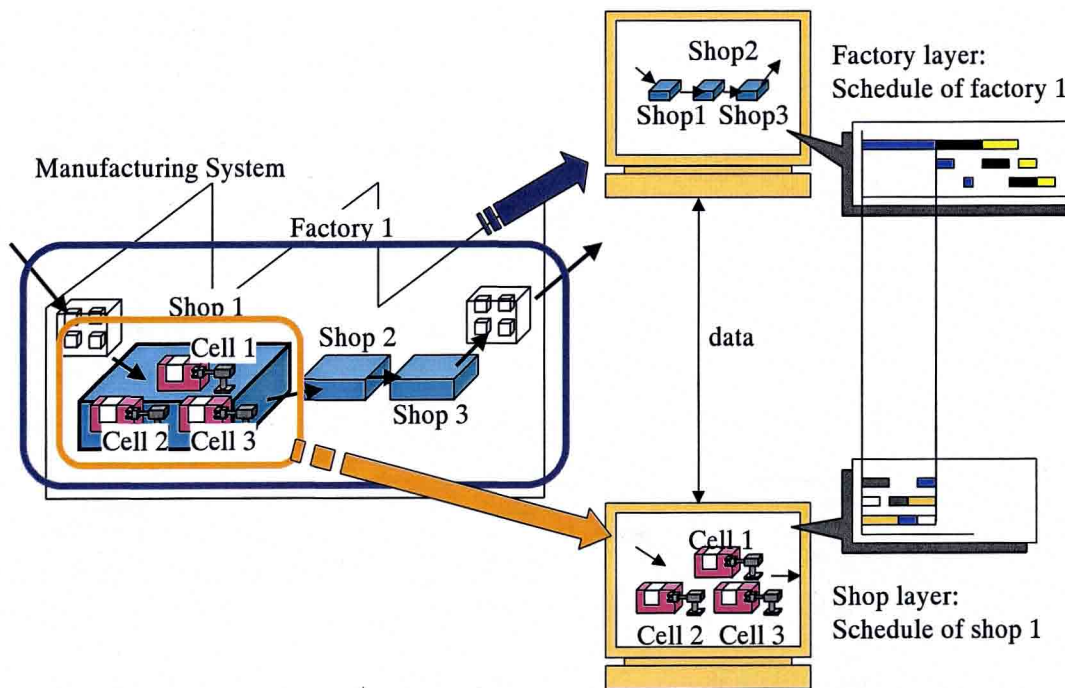 Manufacturing System
Factory 1
Shop 1
Cell 1
Cell 2
Cell 3
Shop 2
Shop 3
Shop2
Shop1
Shop3
Factory layer:
Schedule of factory 1
data
Cell 1
Cell 2
Cell 3
Shop layer:
Schedule of shop 1